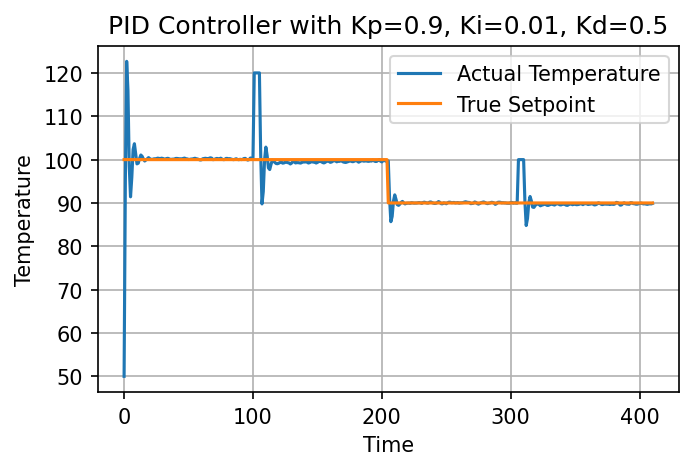 PID Controller with Kp=0.9, Ki=0.01, Kd=0.5
Actual Temperature
True Setpoint
Temperature
120
110
100
90
80
70
60
50
0 100 200 300 400
Time